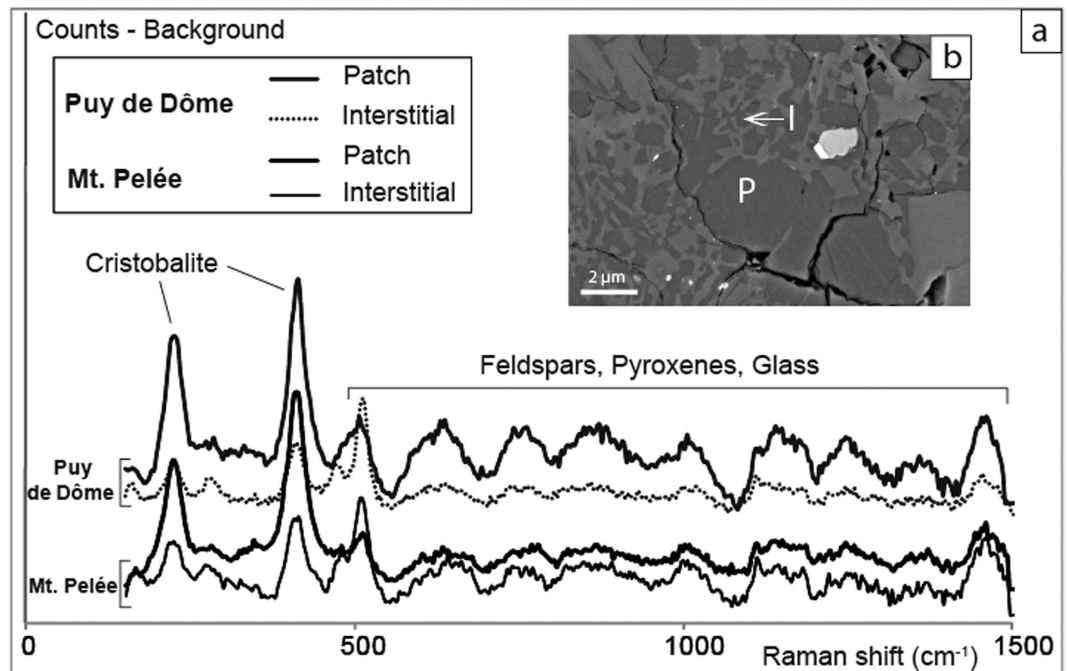 Counts - Background
a
Puy de Dôme
Patch
Interstitial
Mt. Pelée
Patch
Interstitial
b
I
P
2 µm
Cristobalite
Feldspars, Pyroxenes, Glass
Puy
de Dôme
Mt. Pelée
0
500
1000
1500
Raman shift (cm⁻¹)